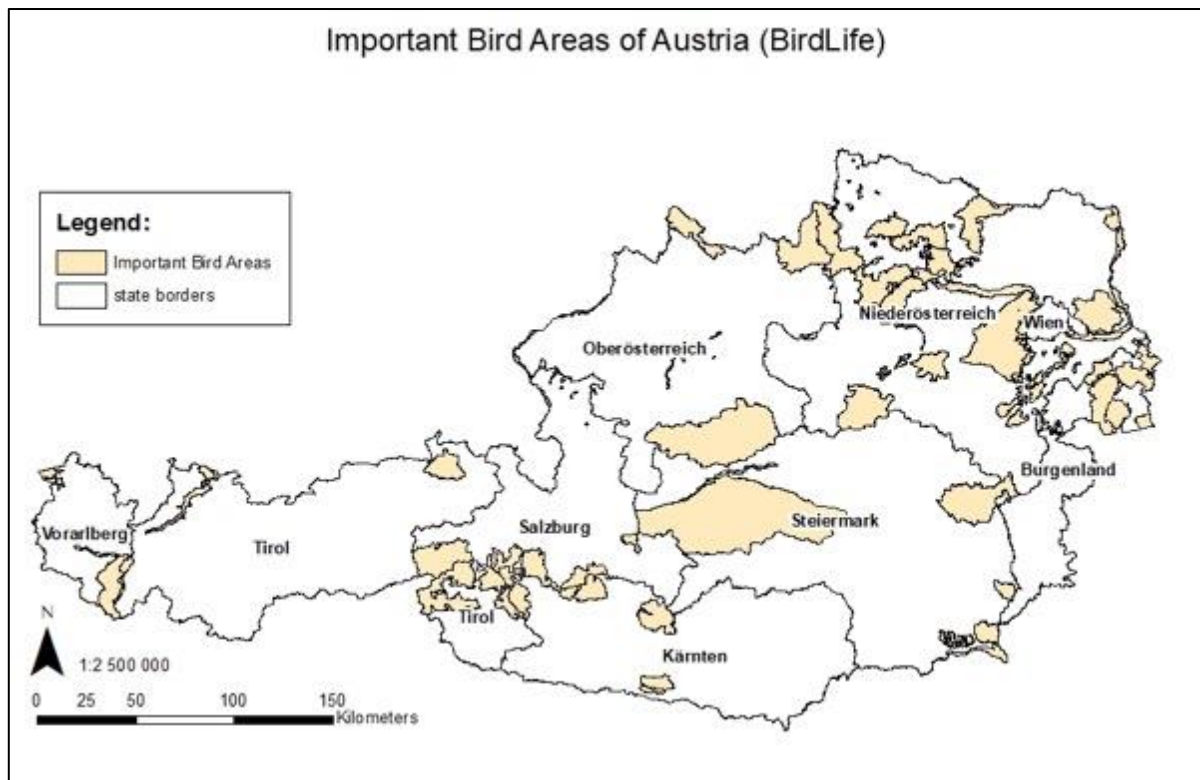 Important Bird Areas of Austria (BirdLife)
Legend:
Important Bird Areas
state borders
Niederösterreich
Wien
Oberösterreich
Burgenland
Vorarlberg
Tirol
Salzburg
Steiermark
Tirol
Kärnten
N
1:2 500 000
0 25 50 100 150
Kilometers